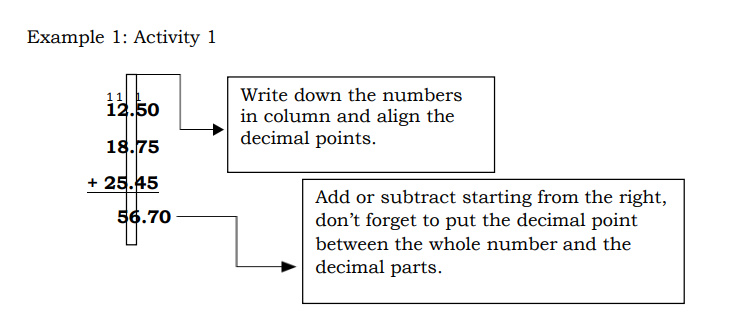 Example 1: Activity 1
11 1
12.50
18.75
+ 25.45
56.70
Write down the numbers
in column and align the
decimal points.
Add or subtract starting from the right,
don’t forget to put the decimal point
between the whole number and the
decimal parts.